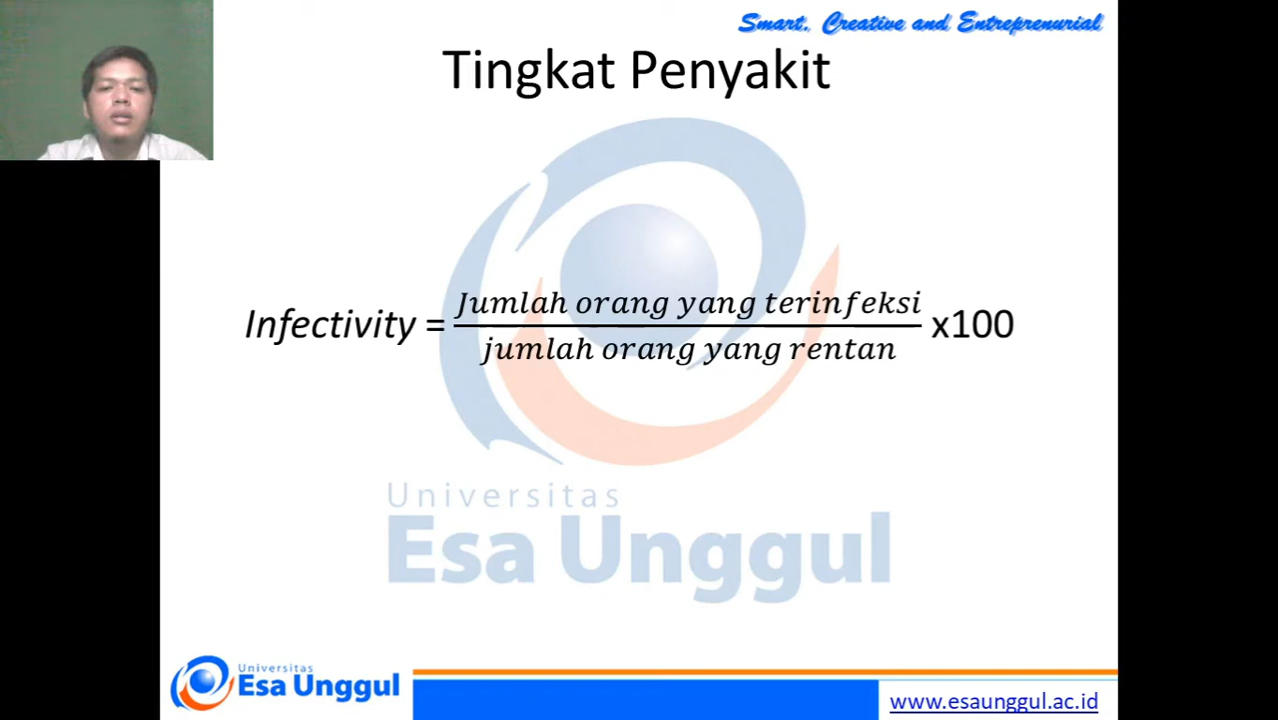 Smart, Creative and Entreprenurial
Tingkat Penyakit
Infectivity = Jumlah orang yang terinfeksi / jumlah orang yang rentan x100
Universitas
Esa Unggul
Universitas
Esa Unggul
www.esaunggul.ac.id